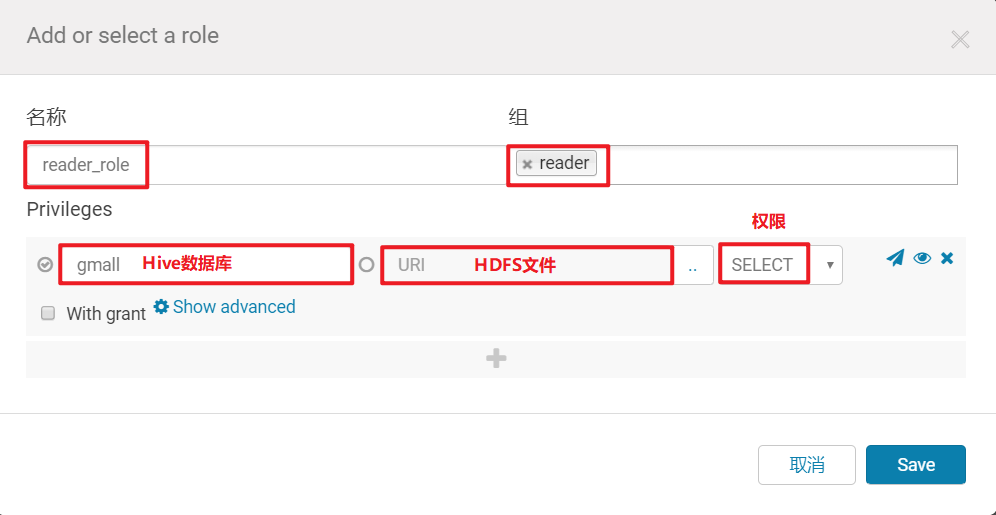 Add or select a role
名称
组
reader_role
reader
Privileges
权限
gmall Hive数据库
URI HDFS文件
..
SELECT
With grant
Show advanced
取消
Save